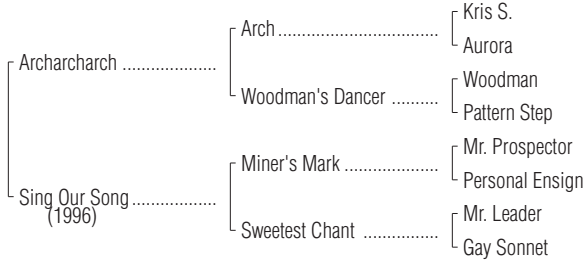 Kris S.
Arch
Aurora
Archarcharch
Woodman
Woodman's Dancer
Pattern Step
Mr. Prospector
Miner's Mark
Personal Ensign
Sing Our Song
(1996)
Mr. Leader
Sweetest Chant
Gay Sonnet